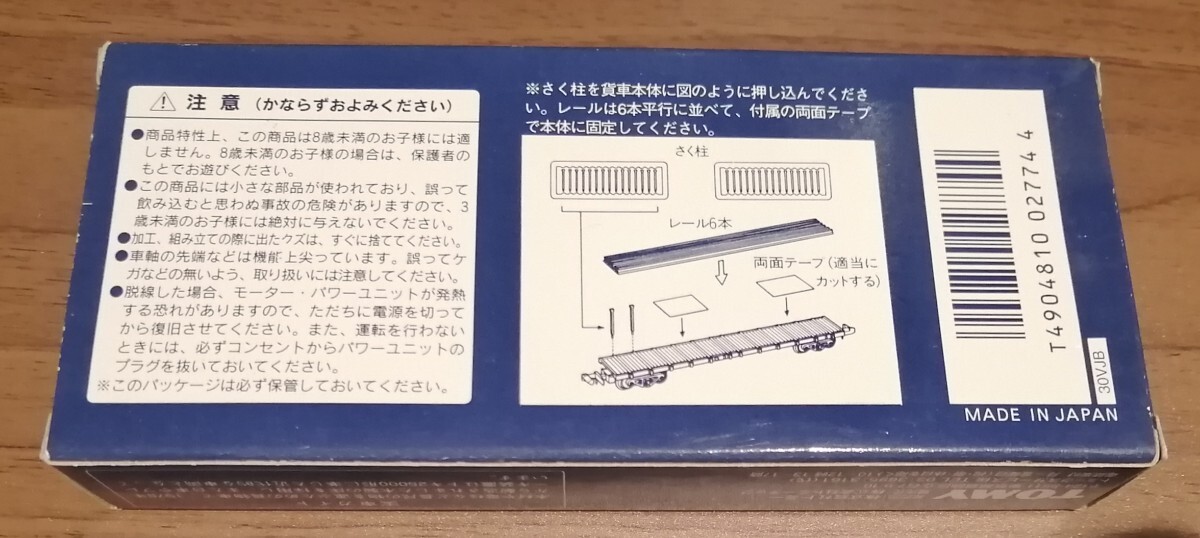 注意（かならずおよみください）
●商品特性上、この商品は8歳未満のお子様には適
しません。8歳未満のお子様の場合は、保護者の
もとでお遊びください。
●この商品には小さな部品が使われており、誤って
飲み込むと思わぬ事故の危険がありますので、3
歳未満のお子様には絶対に与えないでください。
●加工、組み立ての際に出たクズは、すぐに捨ててください。
●車軸の先端などは機能上尖っています。誤ってケ
ガなどの無いよう、取り扱いには注意してください。
●脱線した場合、モーター・パワーユニットが発熱
する恐れがありますので、ただちに電源を切って
から復旧させてください。また、運転を行わない
ときには、必ずコンセントからパワーユニットの
プラグを抜いておいてください。
※このパッケージは必ず保管しておいてください。
※さく柱を貨車本体に図のように押し込んでくださ
い。レールは6本平行に並べて、付属の両面テープ
で本体に固定してください。
さく柱
レール6本
両面テープ（適当に
カットする）
T4904810 02774 4
30VJB
MADE IN JAPAN
TOMY